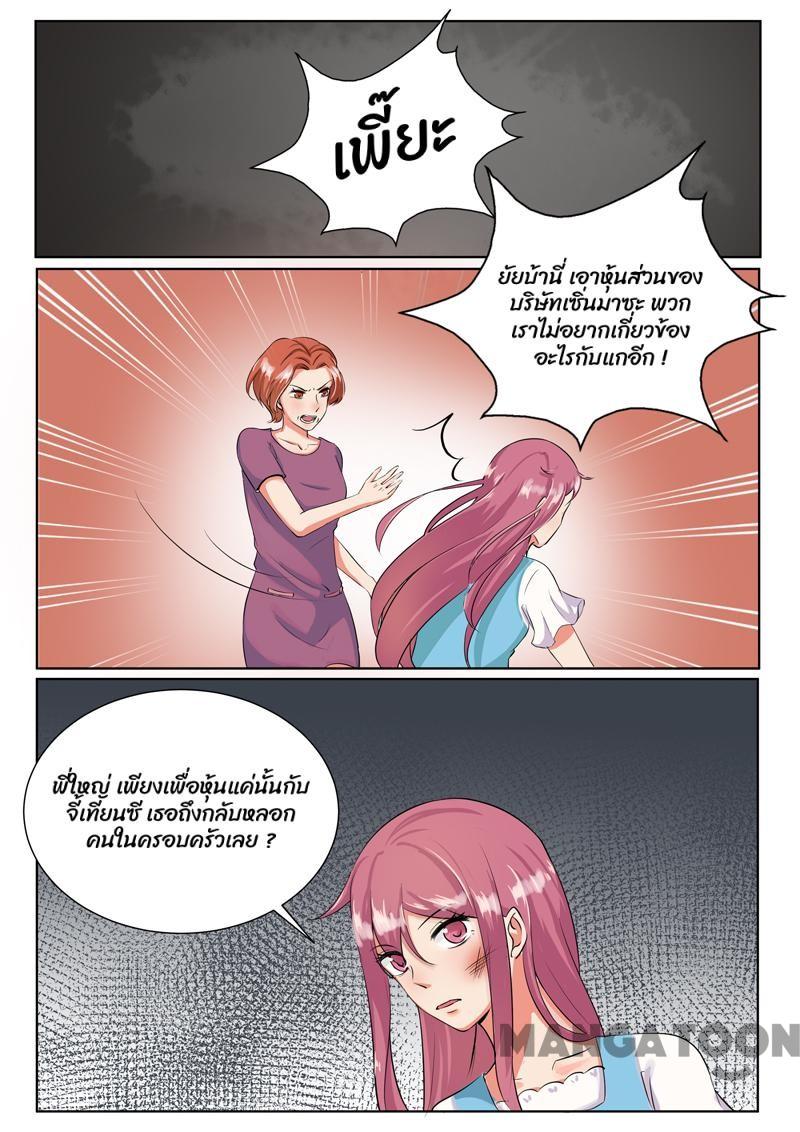 เพี๊ยะ
ยัยบ้านี่ เอาหุ้นส่วนของ
บริษัทเซิ่นมาซะ พวก
เราไม่อยากเกี่ยวข้อง
อะไรกับแกอีก !
พี่ใหญ่ เพียงเพื่อหุ้นแค่นั้นกับ
จี้เทียนซี เธอถึงกลับหลอก
คนในครอบครัวเลย ?
MANGATOON